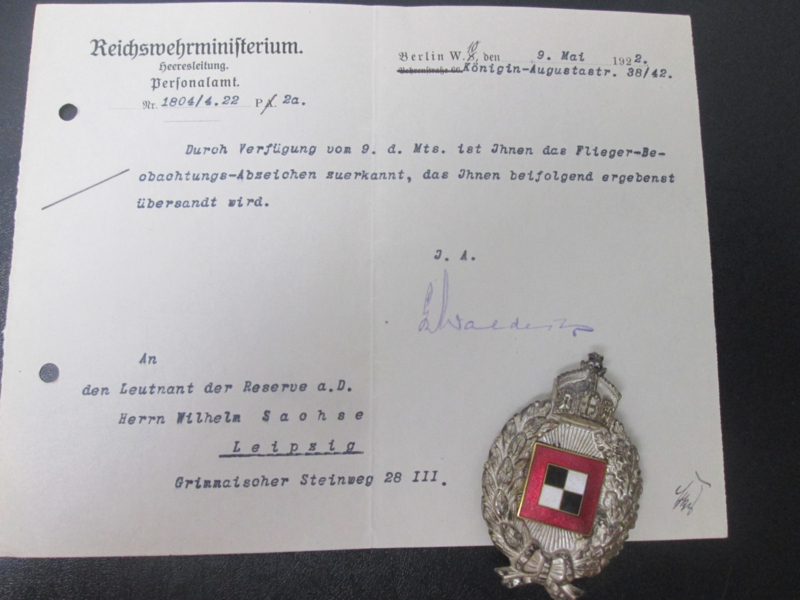 Reichswehrministerium.
Heeresleitung.
Personalamt.
Nr. 1804/4.22 P 2a.
Berlin W.10, den 9. Mai 1922.
Königin-Augustastr. 38/42.
Durch Verfügung vom 9. d. Mts. ist Ihnen das Flieger-Be-
obachtungs-Abzeichen zuerkannt, das Ihnen beifolgend ergebenst
übersandt wird.
J. A.
An
den Leutnant der Reserve a.D.
Herrn Wilhelm Sachse
Leipzig
Grimmaischer Steinweg 28 III.